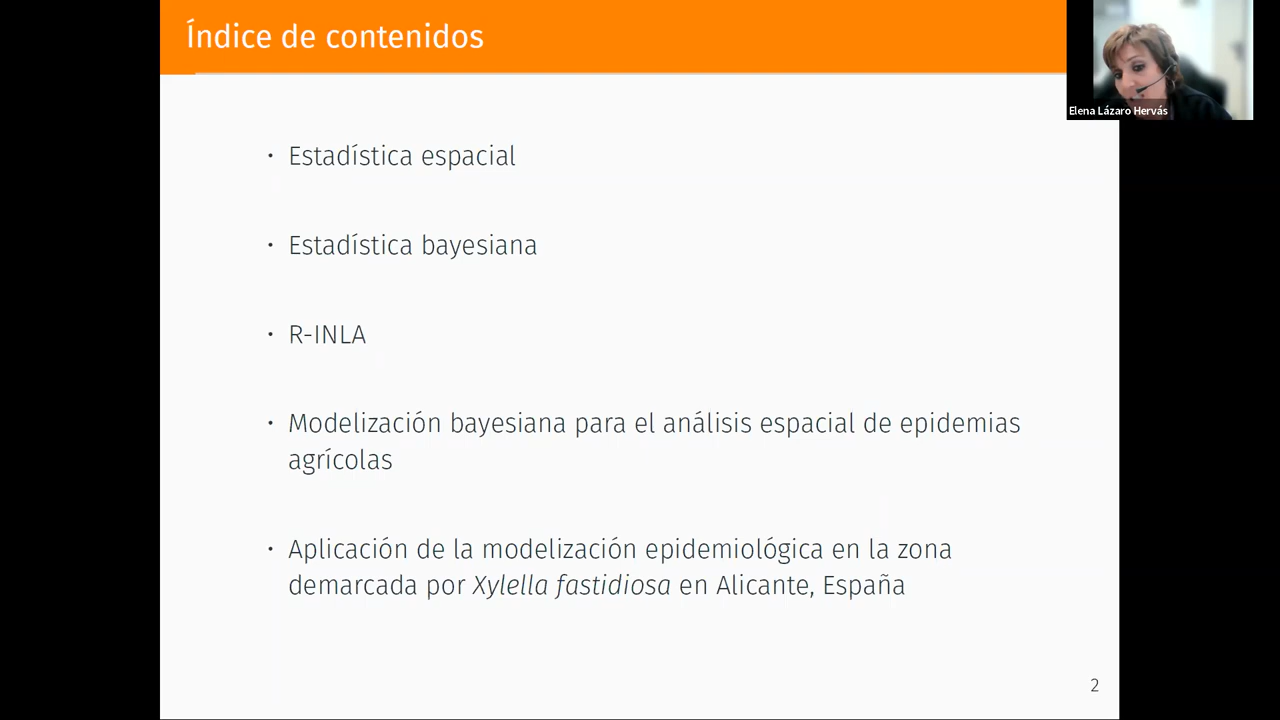 Índice de contenidos
Elena Lázaro Hervás
• Estadística espacial
• Estadística bayesiana
• R-INLA
• Modelización bayesiana para el análisis espacial de epidemias
agrícolas
• Aplicación de la modelización epidemiológica en la zona
demarcada por Xylella fastidiosa en Alicante, España
2